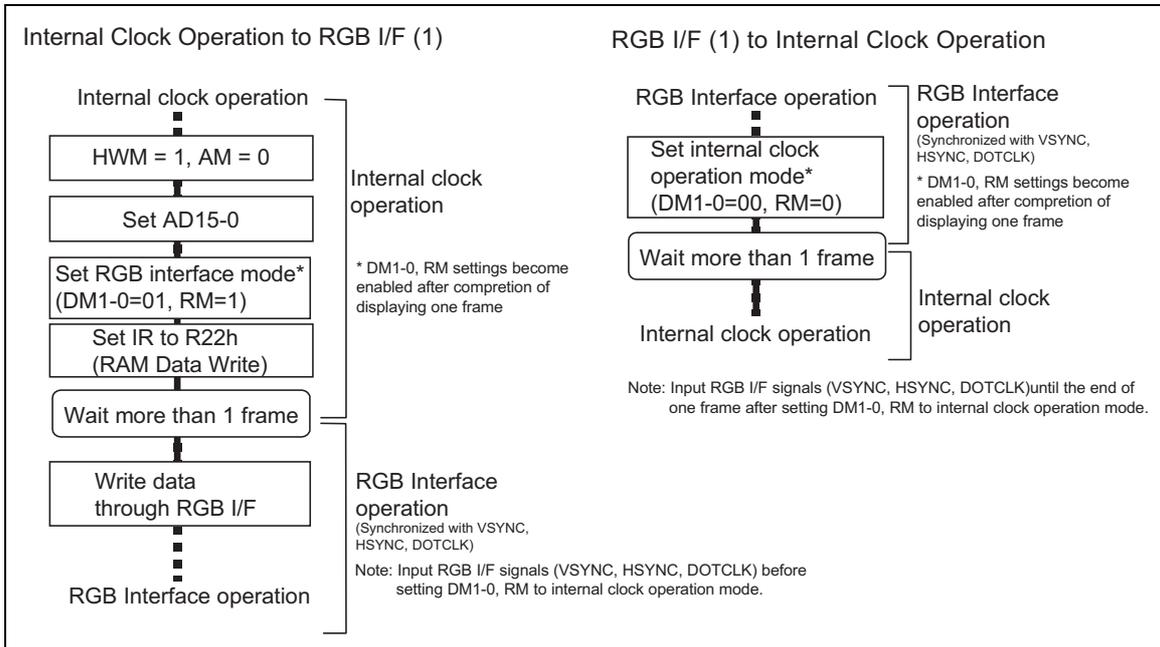 Internal Clock Operation to RGB I/F (1)
Internal clock operation
HWM = 1, AM = 0
Set AD15-0
Set RGB interface mode*
(DM1-0=01, RM=1)
Set IR to R22h
(RAM Data Write)
Wait more than 1 frame
Write data
through RGB I/F
RGB Interface operation
Internal clock
operation
* DM1-0, RM settings become
enabled after compretion of
displaying one frame
RGB Interface
operation
(Synchronized with VSYNC,
HSYNC, DOTCLK)
Note: Input RGB I/F signals (VSYNC, HSYNC, DOTCLK) before
setting DM1-0, RM to internal clock operation mode.
RGB I/F (1) to Internal Clock Operation
RGB Interface operation
Set internal clock
operation mode*
(DM1-0=00, RM=0)
Wait more than 1 frame
Internal clock operation
RGB Interface
operation
(Synchronized with VSYNC,
HSYNC, DOTCLK)
* DM1-0, RM settings become
enabled after compretion of
displaying one frame
Internal clock
operation
Note: Input RGB I/F signals (VSYNC, HSYNC, DOTCLK)until the end of
one frame after setting DM1-0, RM to internal clock operation mode.